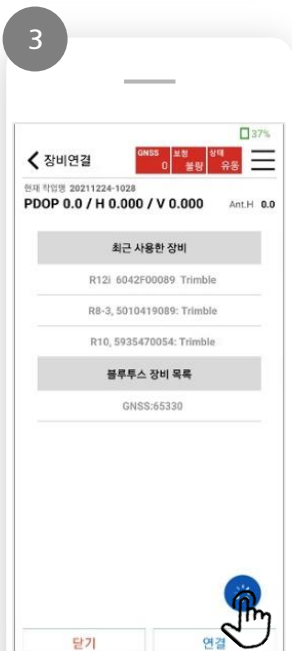 3
37%
장비연결
GNSS 0 보정 불량 상태 유동
현재 작업명 20211224-1028
PDOP 0.0 / H 0.000 / V 0.000 Ant.H 0.0
최근 사용한 장비
R12i 6042F00089 Trimble
R8-3, 5010419089: Trimble
R10, 5935470054: Trimble
블루투스 장비 목록
GNSS:65330
닫기 연결